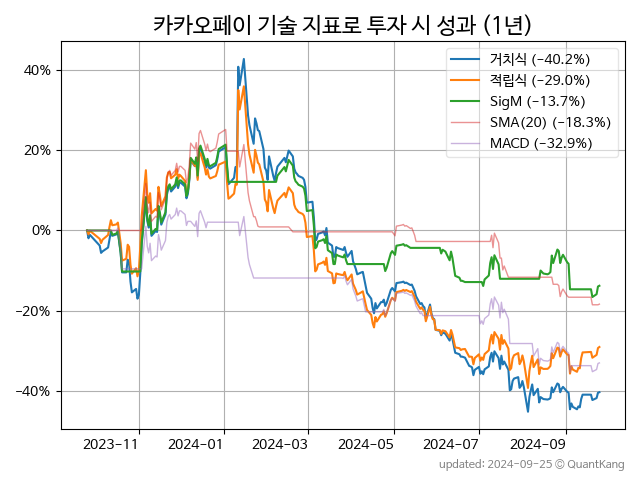 카카오페이 기술 지표로 투자 시 성과 (1년)
거치식 (−40.2%)
적립식 (−29.0%)
SigM (−13.7%)
SMA(20) (−18.3%)
MACD (−32.9%)
40%
20%
0%
−20%
−40%
2023−11 2024−01 2024−03 2024−05 2024−07 2024−09
updated: 2024-09-25 © QuantKang